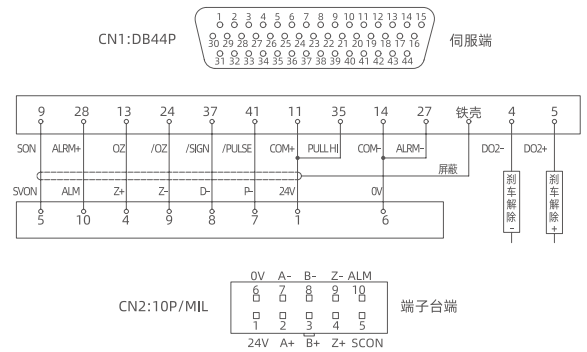 1 2 3 4 5 6 7 8 9 10 11 12 13 14 15
CN1:DB44P
伺服端
30 29 28 27 26 25 24 23 22 21 20 19 18 17 16
31 32 33 34 35 36 37 38 39 40 41 42 43 44
9 28 13 24 37 41 11 35 14 27 铁壳 4 5
SON ALRM+ OZ /OZ /SIGN /PULSE COM+ PULL HI COM- ALRM- DO2- DO2+
屏蔽
SVON ALM Z+ Z- D- P- 24V 0V
刹车解除-
刹车解除+
5 10 4 9 8 7 1 6
0V A- B- Z- ALM
6 7 8 9 10
CN2:10P/MIL
端子台端
1 2 3 4 5
24V A+ B+ Z+ SCON